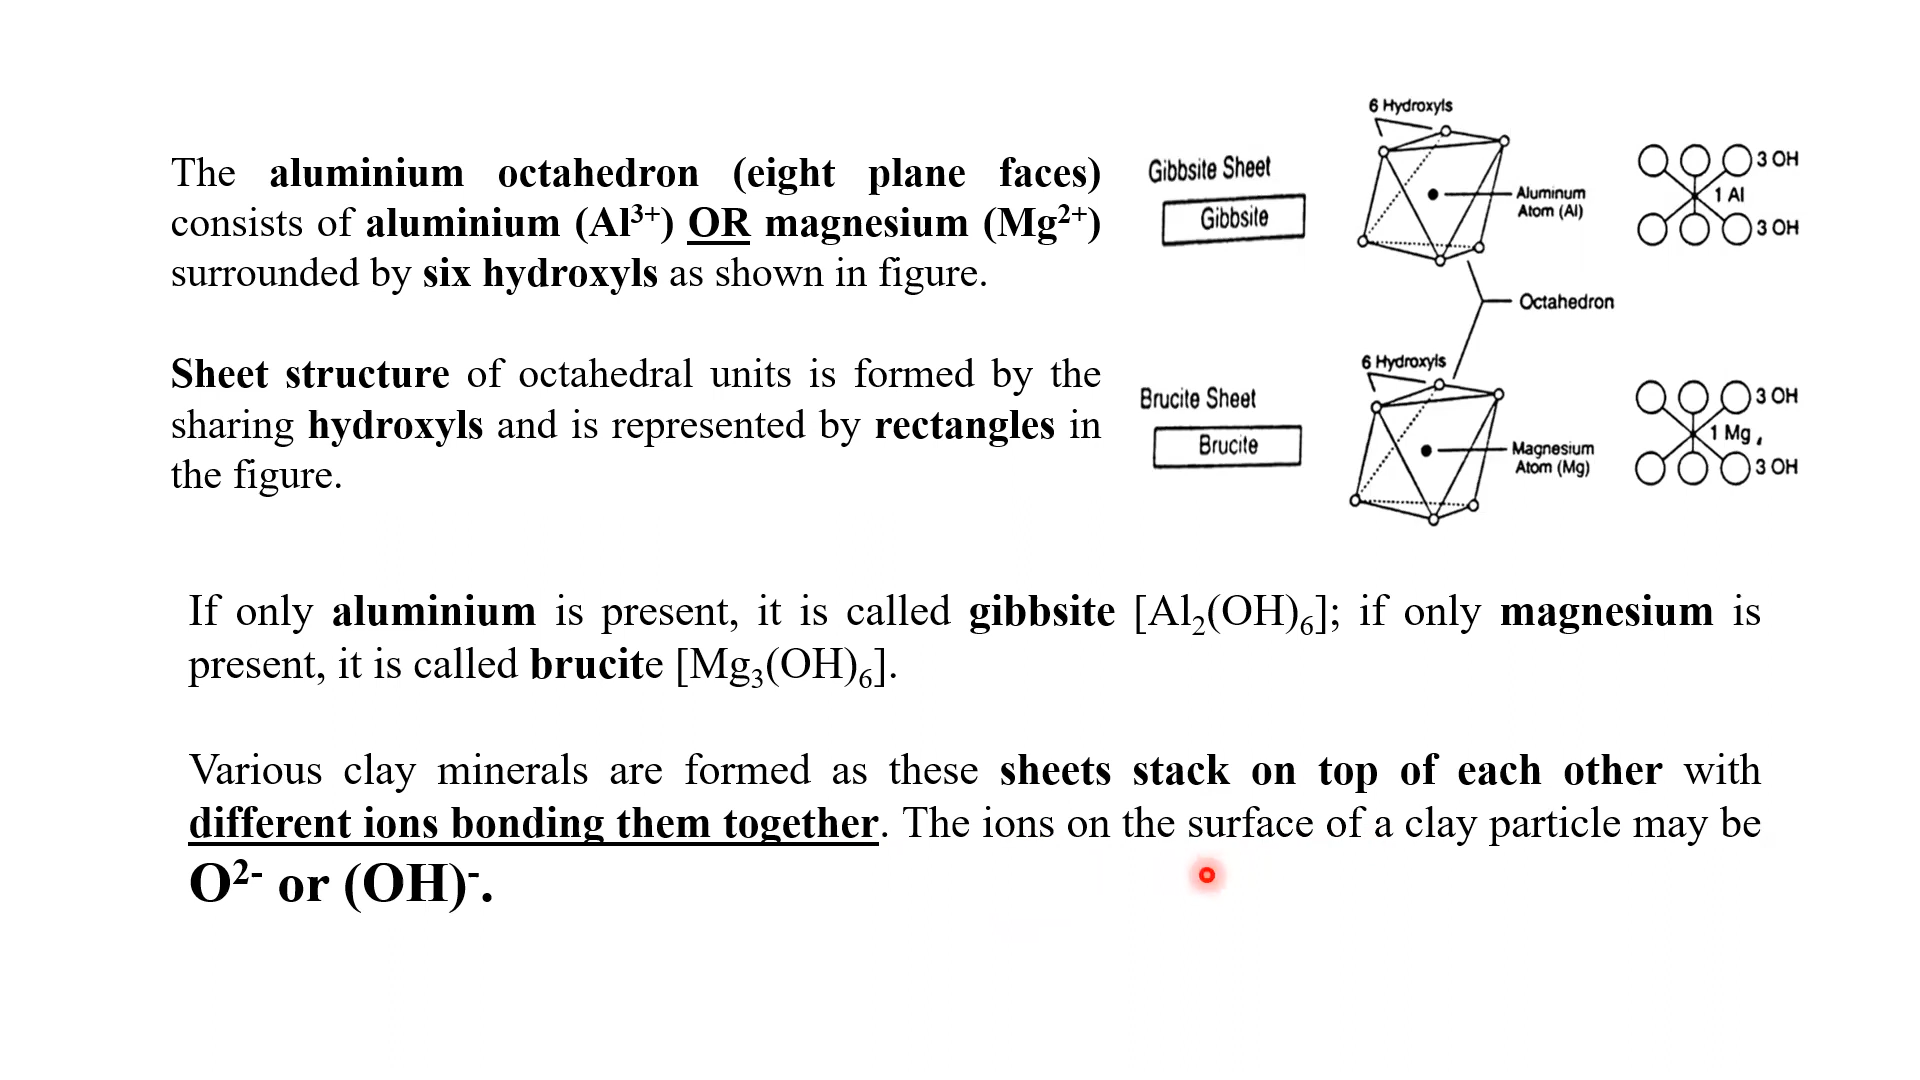 The aluminium octahedron (eight plane faces)
consists of aluminium (Al³⁺) OR magnesium (Mg²⁺)
surrounded by six hydroxyls as shown in figure.
Sheet structure of octahedral units is formed by the
sharing hydroxyls and is represented by rectangles in
the figure.
6 Hydroxyls
Gibbsite Sheet
Gibbsite
Aluminum
Atom (Al)
3 OH
1 Al
3 OH
Octahedron
6 Hydroxyls
Brucite Sheet
Brucite
Magnesium
Atom (Mg)
3 OH
1 Mg
3 OH
If only aluminium is present, it is called gibbsite [Al₂(OH)₆]; if only magnesium is
present, it is called brucite [Mg₃(OH)₆].
Various clay minerals are formed as these sheets stack on top of each other with
different ions bonding them together. The ions on the surface of a clay particle may be
O²⁻ or (OH)⁻.